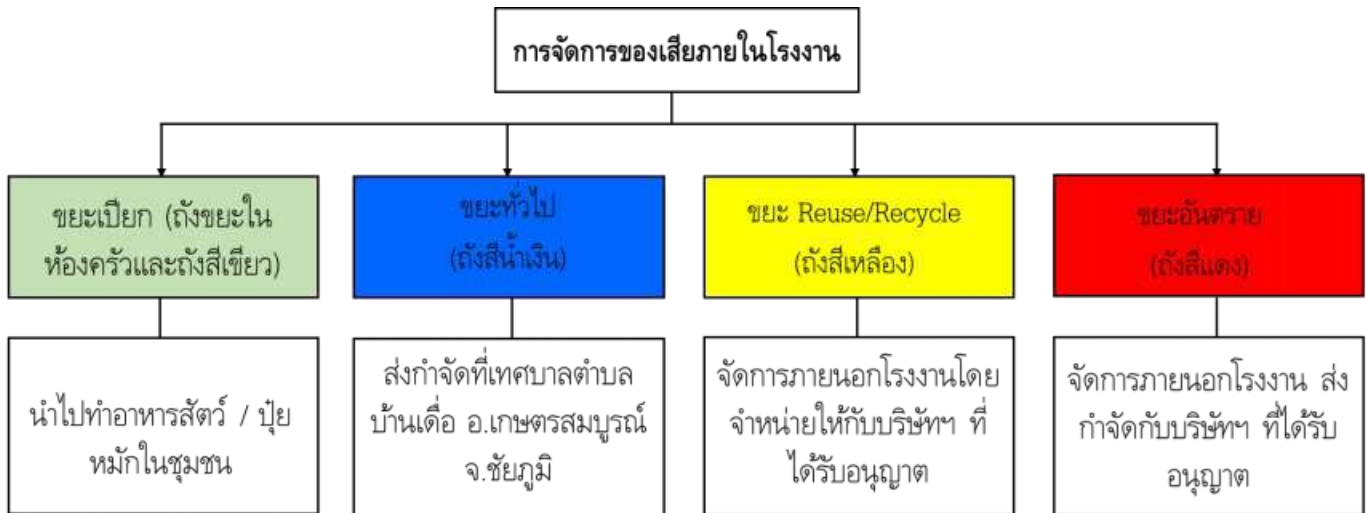 การจัดการของเสียภายในโรงงาน
ขยะเปียก (ถังขยะใน
ห้องครัวและถังสีเขียว)
ขยะทั่วไป
(ถังสีน้ำเงิน)
ขยะ Reuse/Recycle
(ถังสีเหลือง)
ขยะอันตราย
(ถังสีแดง)
นำไปทำอาหารสัตว์ / ปุ๋ย
หมักในชุมชน
ส่งกำจัดที่เทศบาลตำบล
บ้านเดื่อ อ.เกษตรสมบูรณ์
จ.ชัยภูมิ
จัดการภายนอกโรงงานโดย
จำหน่ายให้กับบริษัทฯ ที่
ได้รับอนุญาต
จัดการภายนอกโรงงาน ส่ง
กำจัดกับบริษัทฯ ที่ได้รับ
อนุญาต